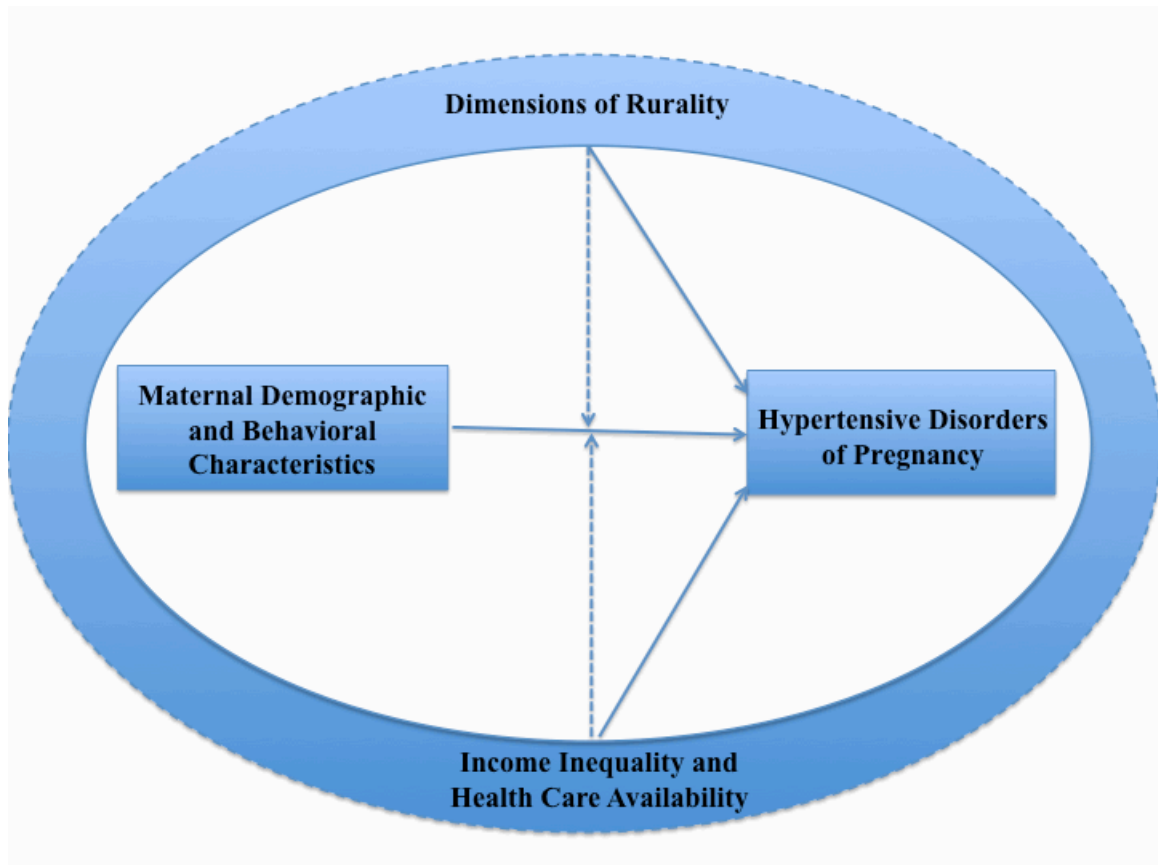 Dimensions of Rurality
Maternal Demographic
and Behavioral
Characteristics
Hypertensive Disorders
of Pregnancy
Income Inequality and
Health Care Availability